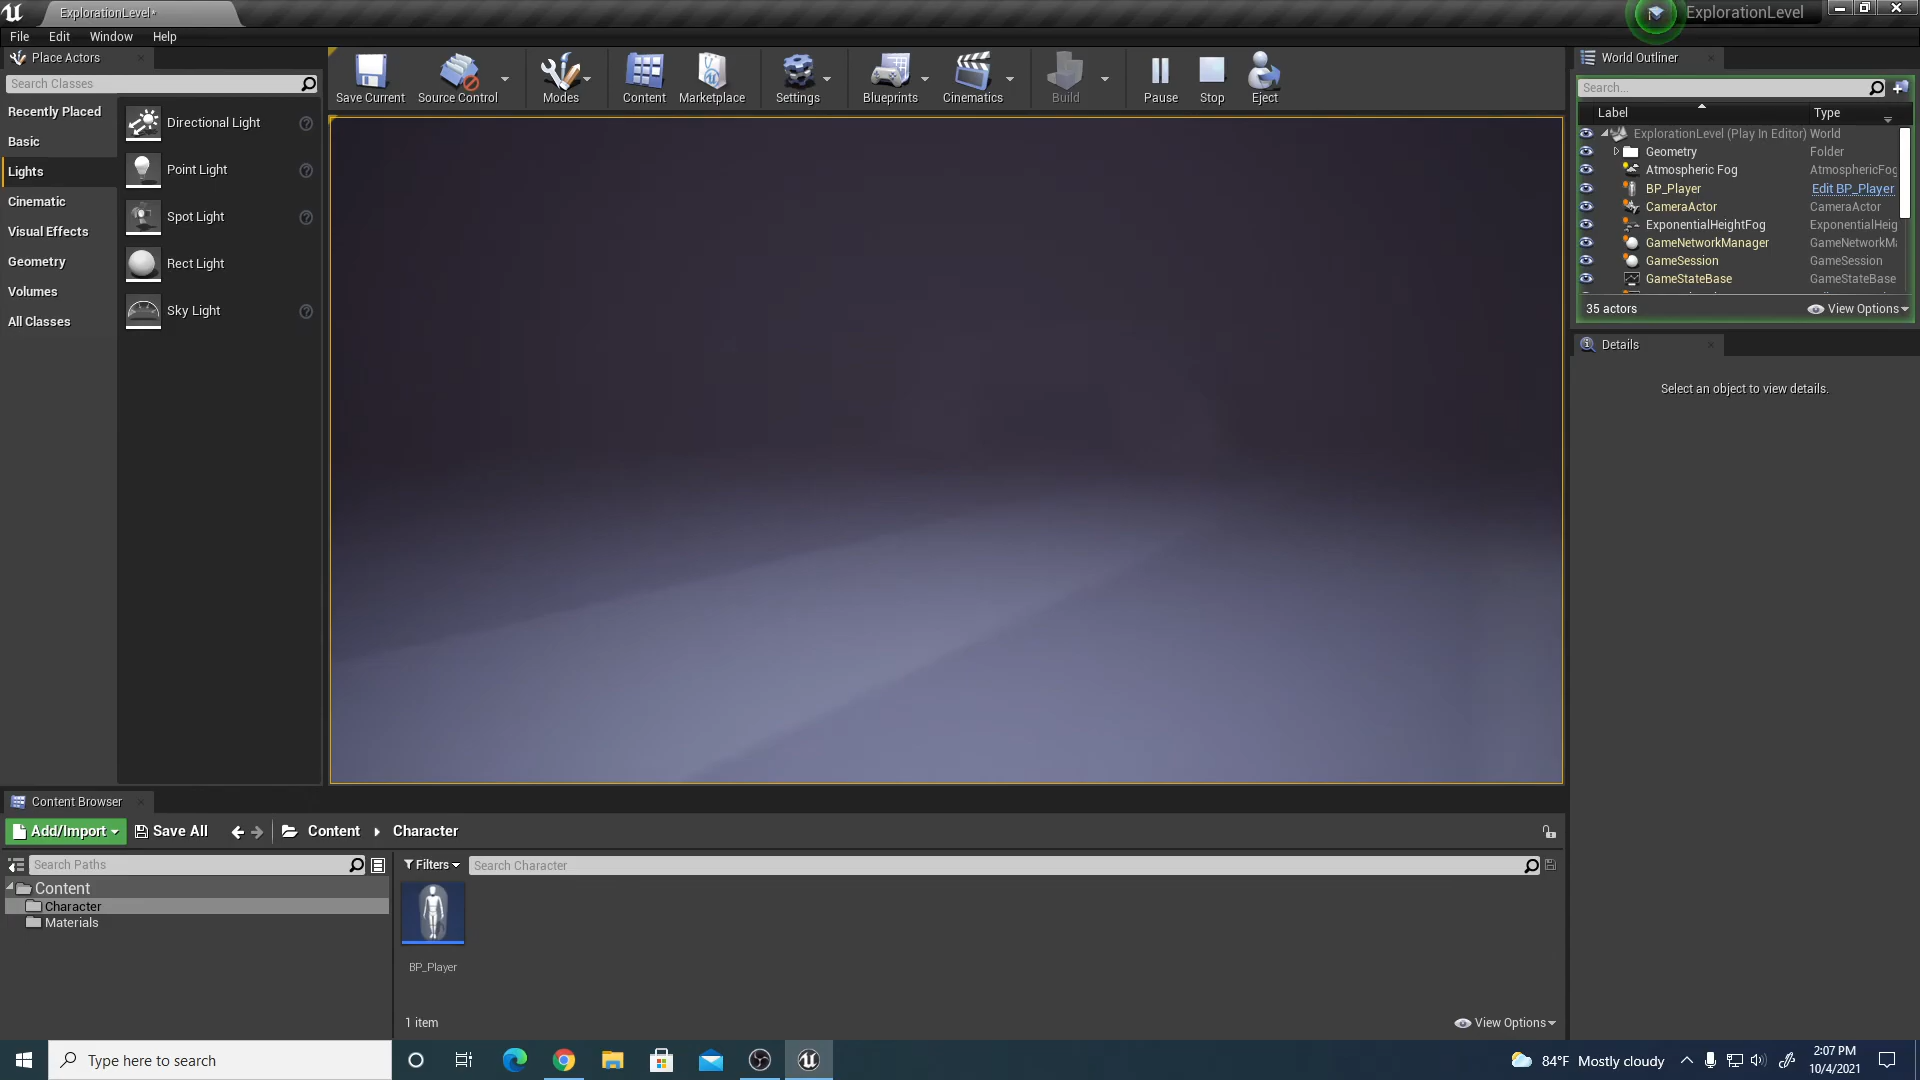 ExplorationLevel*
ExplorationLevel
File Edit Window Help
Place Actors
Search Classes
Recently Placed
Basic
Lights
Cinematic
Visual Effects
Geometry
Volumes
All Classes
Directional Light
Point Light
Spot Light
Rect Light
Sky Light
Save Current
Source Control
Modes
Content
Marketplace
Settings
Blueprints
Cinematics
Build
Pause
Stop
Eject
World Outliner
Search...
Label Type
ExplorationLevel (Play In Editor) World
Geometry Folder
Atmospheric Fog AtmosphericFog
BP_Player Edit BP_Player
CameraActor CameraActor
ExponentialHeightFog ExponentialHeig
GameNetworkManager GameNetworkMa
GameSession GameSession
GameStateBase GameStateBase
35 actors View Options
Details
Select an object to view details.
Content Browser
Add/Import Save All Content Character
Search Paths
Filters Search Character
Content
Character
Materials
BP_Player
1 item View Options
Type here to search
84°F Mostly cloudy
2:07 PM
10/4/2021